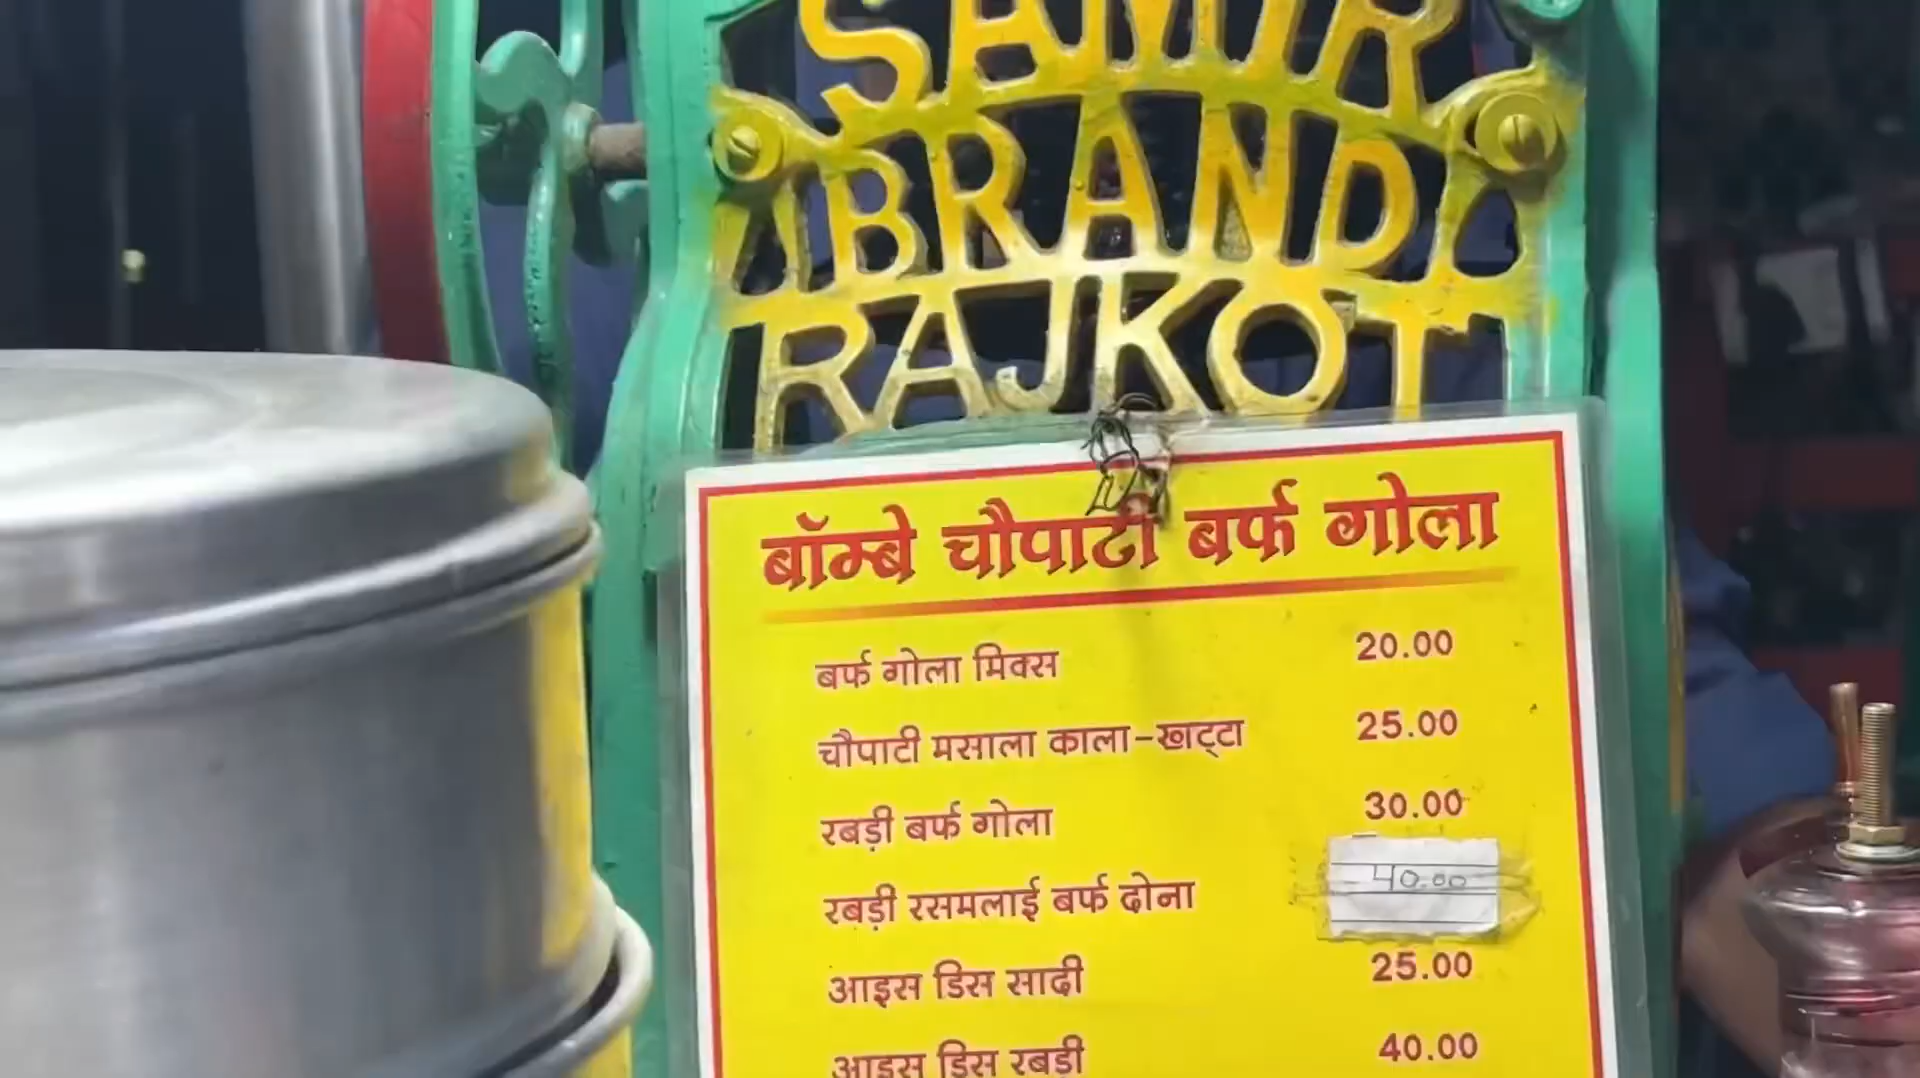 SAMIR
BRAND
RAJKOT
बॉम्बे चौपाटी बर्फ गोला
बर्फ गोला मिक्स 20.00
चौपाटी मसाला काला-खट्टा 25.00
रबड़ी बर्फ गोला 30.00
रबड़ी रसमलाई बर्फ दोना 40.00
आइस डिस सादी 25.00
आइस डिस रबड़ी 40.00